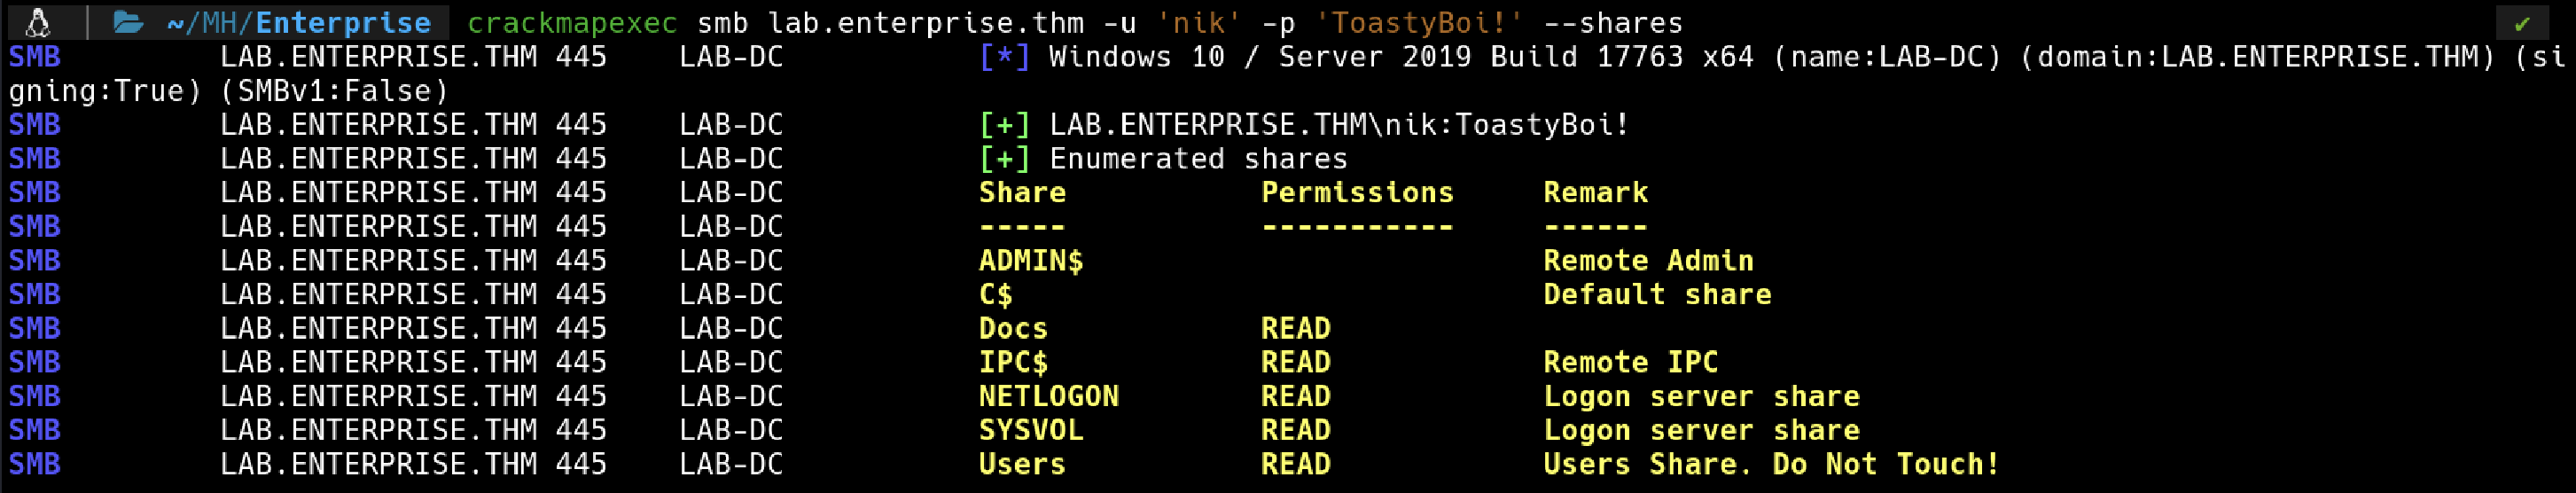 ~/MH/Enterprise crackmapexec smb lab.enterprise.thm -u 'nik' -p 'ToastyBoi!' --shares ✔
SMB LAB.ENTERPRISE.THM 445 LAB-DC [*] Windows 10 / Server 2019 Build 17763 x64 (name:LAB-DC) (domain:LAB.ENTERPRISE.THM) (si
gning:True) (SMBv1:False)
SMB LAB.ENTERPRISE.THM 445 LAB-DC [+] LAB.ENTERPRISE.THM\nik:ToastyBoi!
SMB LAB.ENTERPRISE.THM 445 LAB-DC [+] Enumerated shares
SMB LAB.ENTERPRISE.THM 445 LAB-DC Share Permissions Remark
SMB LAB.ENTERPRISE.THM 445 LAB-DC ----- ----------- ------
SMB LAB.ENTERPRISE.THM 445 LAB-DC ADMIN$ Remote Admin
SMB LAB.ENTERPRISE.THM 445 LAB-DC C$ Default share
SMB LAB.ENTERPRISE.THM 445 LAB-DC Docs READ
SMB LAB.ENTERPRISE.THM 445 LAB-DC IPC$ READ Remote IPC
SMB LAB.ENTERPRISE.THM 445 LAB-DC NETLOGON READ Logon server share
SMB LAB.ENTERPRISE.THM 445 LAB-DC SYSVOL READ Logon server share
SMB LAB.ENTERPRISE.THM 445 LAB-DC Users READ Users Share. Do Not Touch!